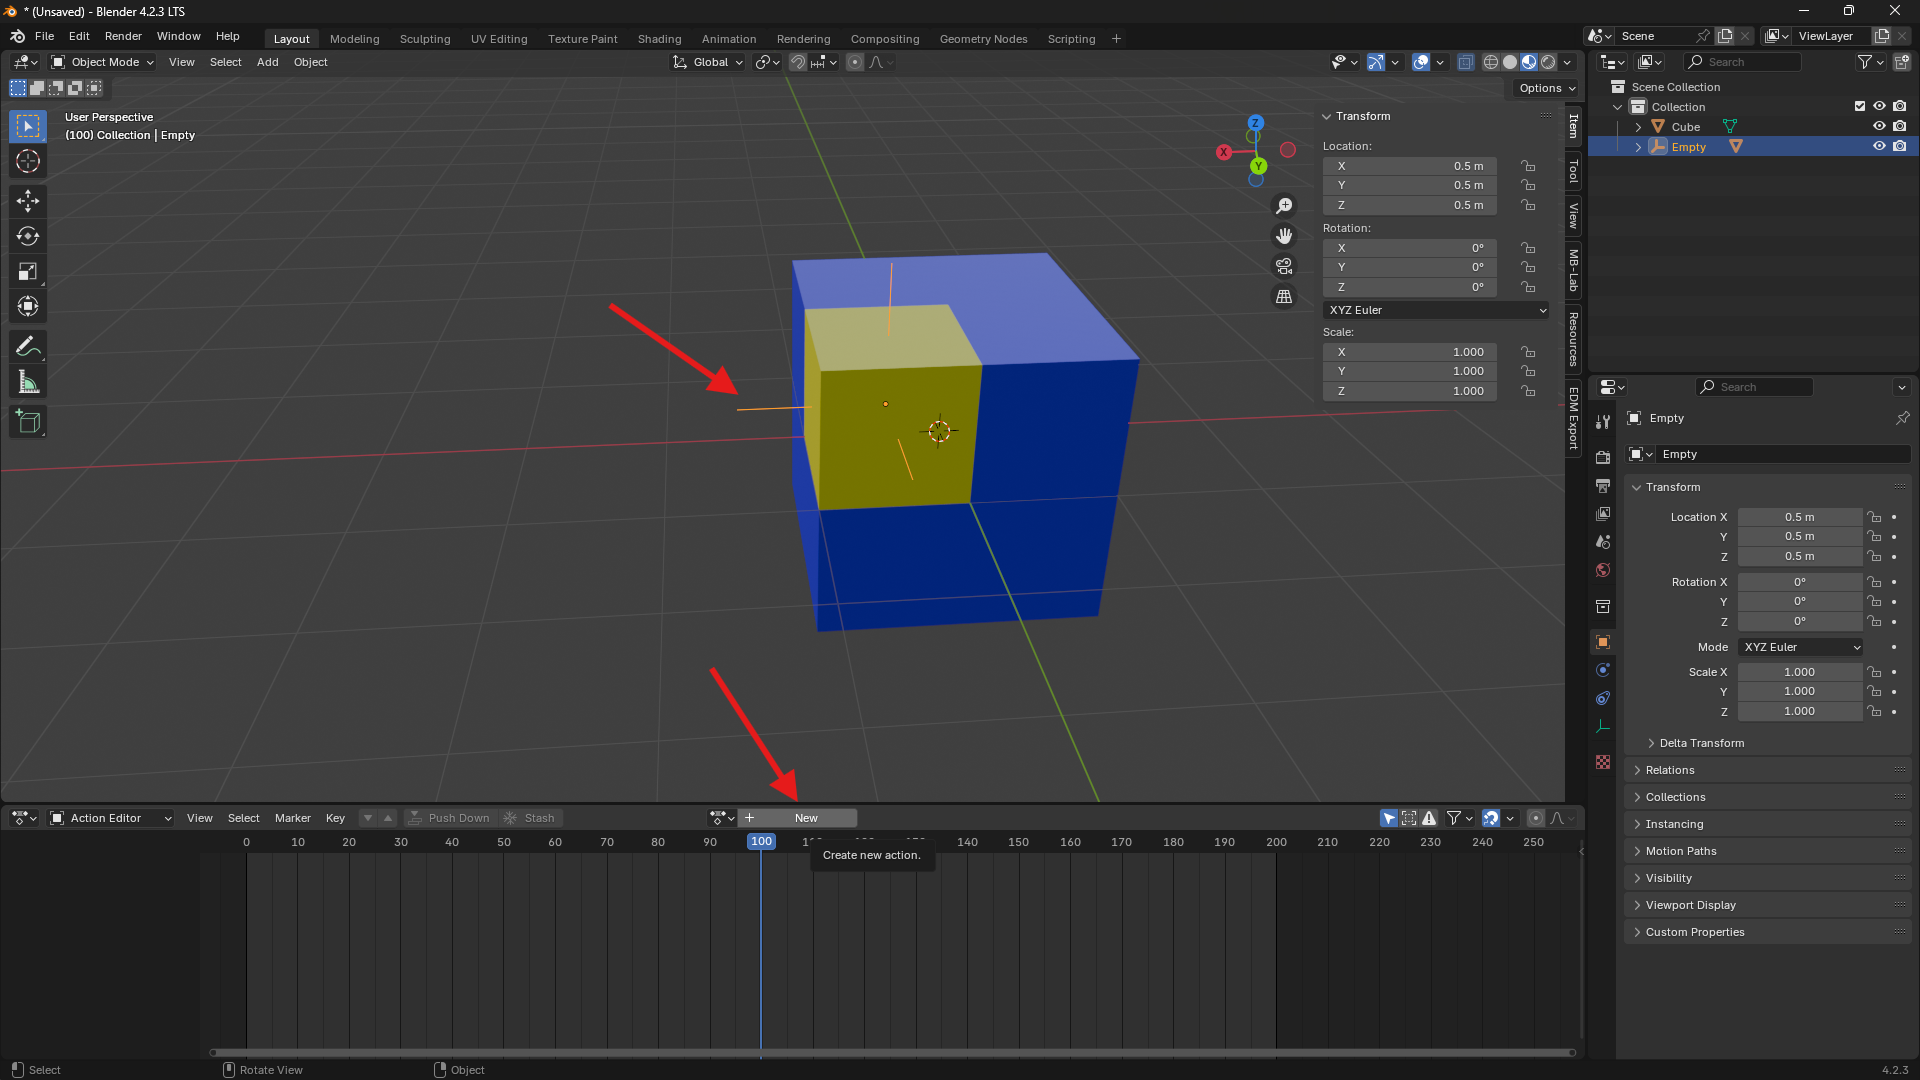 * (Unsaved) - Blender 4.2.3 LTS
File Edit Render Window Help
Layout Modeling Sculpting UV Editing Texture Paint Shading Animation Rendering Compositing Geometry Nodes Scripting +
Scene
ViewLayer
Object Mode View Select Add Object
Global
Options
User Perspective
(100) Collection | Empty
X
Y
Z
Transform
Location:
X 0.5 m
Y 0.5 m
Z 0.5 m
Rotation:
X 0°
Y 0°
Z 0°
XYZ Euler
Scale:
X 1.000
Y 1.000
Z 1.000
Item
Tool
View
MB-Lab
Resources
EDM Export
Search
Scene Collection
Collection
Cube
Empty
Search
Empty
Empty
Transform
Location X 0.5 m
Y 0.5 m
Z 0.5 m
Rotation X 0°
Y 0°
Z 0°
Mode XYZ Euler
Scale X 1.000
Y 1.000
Z 1.000
Delta Transform
Relations
Collections
Instancing
Motion Paths
Visibility
Viewport Display
Custom Properties
Action Editor View Select Marker Key Push Down Stash
+ New
0 10 20 30 40 50 60 70 80 90 100 140 150 160 170 180 190 200 210 220 230 240 250
Create new action.
Select
Rotate View
Object
4.2.3